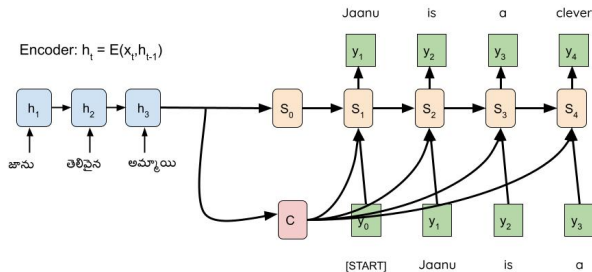 Jaanu is a clever
y1 y2 y3 y4
Encoder: ht = E(xt,ht-1)
h1 h2 h3 S0 S1 S2 S3 S4
జాను తెలివైన అమ్మాయి
C y0 y1 y2 y3
[START] Jaanu is a